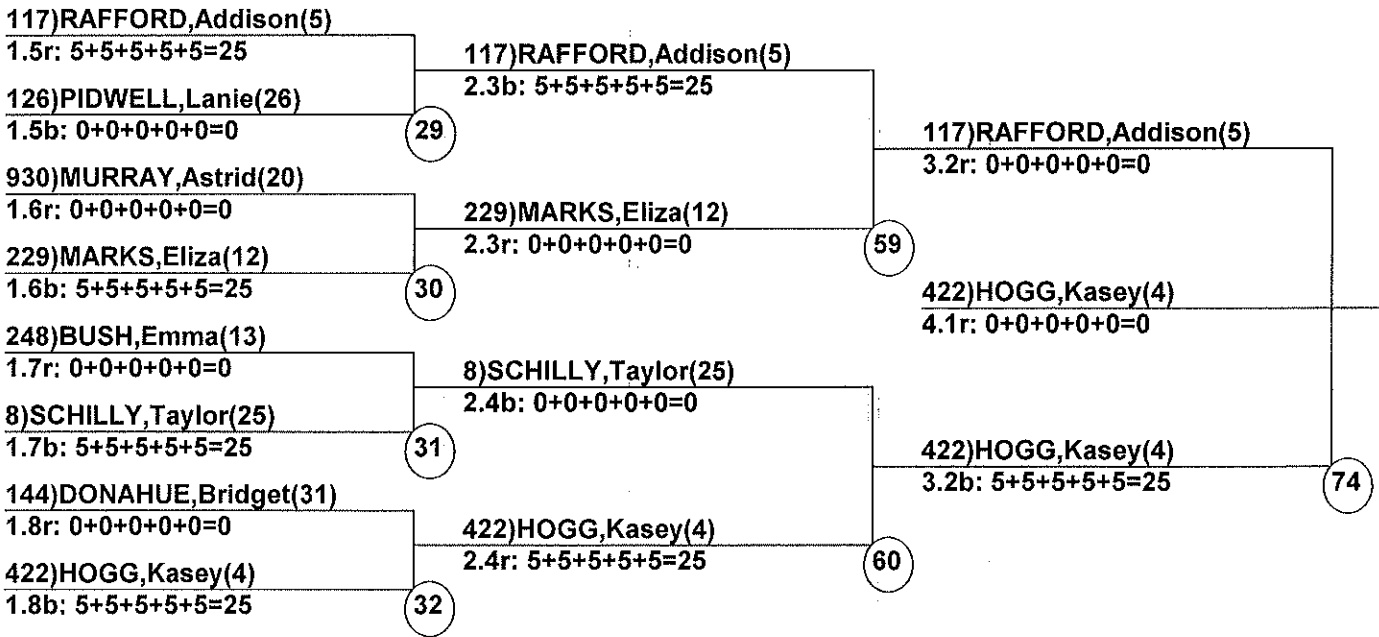 117)RAFFORD,Addison(5)
1.5r: 5+5+5+5+5=25
126)PIDWELL,Lanie(26)
1.5b: 0+0+0+0+0=0
29
930)MURRAY,Astrid(20)
1.6r: 0+0+0+0+0=0
229)MARKS,Eliza(12)
1.6b: 5+5+5+5+5=25
30
248)BUSH,Emma(13)
1.7r: 0+0+0+0+0=0
8)SCHILLY,Taylor(25)
1.7b: 5+5+5+5+5=25
31
144)DONAHUE,Bridget(31)
1.8r: 0+0+0+0+0=0
422)HOGG,Kasey(4)
1.8b: 5+5+5+5+5=25
32
117)RAFFORD,Addison(5)
2.3b: 5+5+5+5+5=25
229)MARKS,Eliza(12)
2.3r: 0+0+0+0+0=0
59
8)SCHILLY,Taylor(25)
2.4b: 0+0+0+0+0=0
422)HOGG,Kasey(4)
2.4r: 5+5+5+5+5=25
60
117)RAFFORD,Addison(5)
3.2r: 0+0+0+0+0=0
422)HOGG,Kasey(4)
4.1r: 0+0+0+0+0=0
422)HOGG,Kasey(4)
3.2b: 5+5+5+5+5=25
74